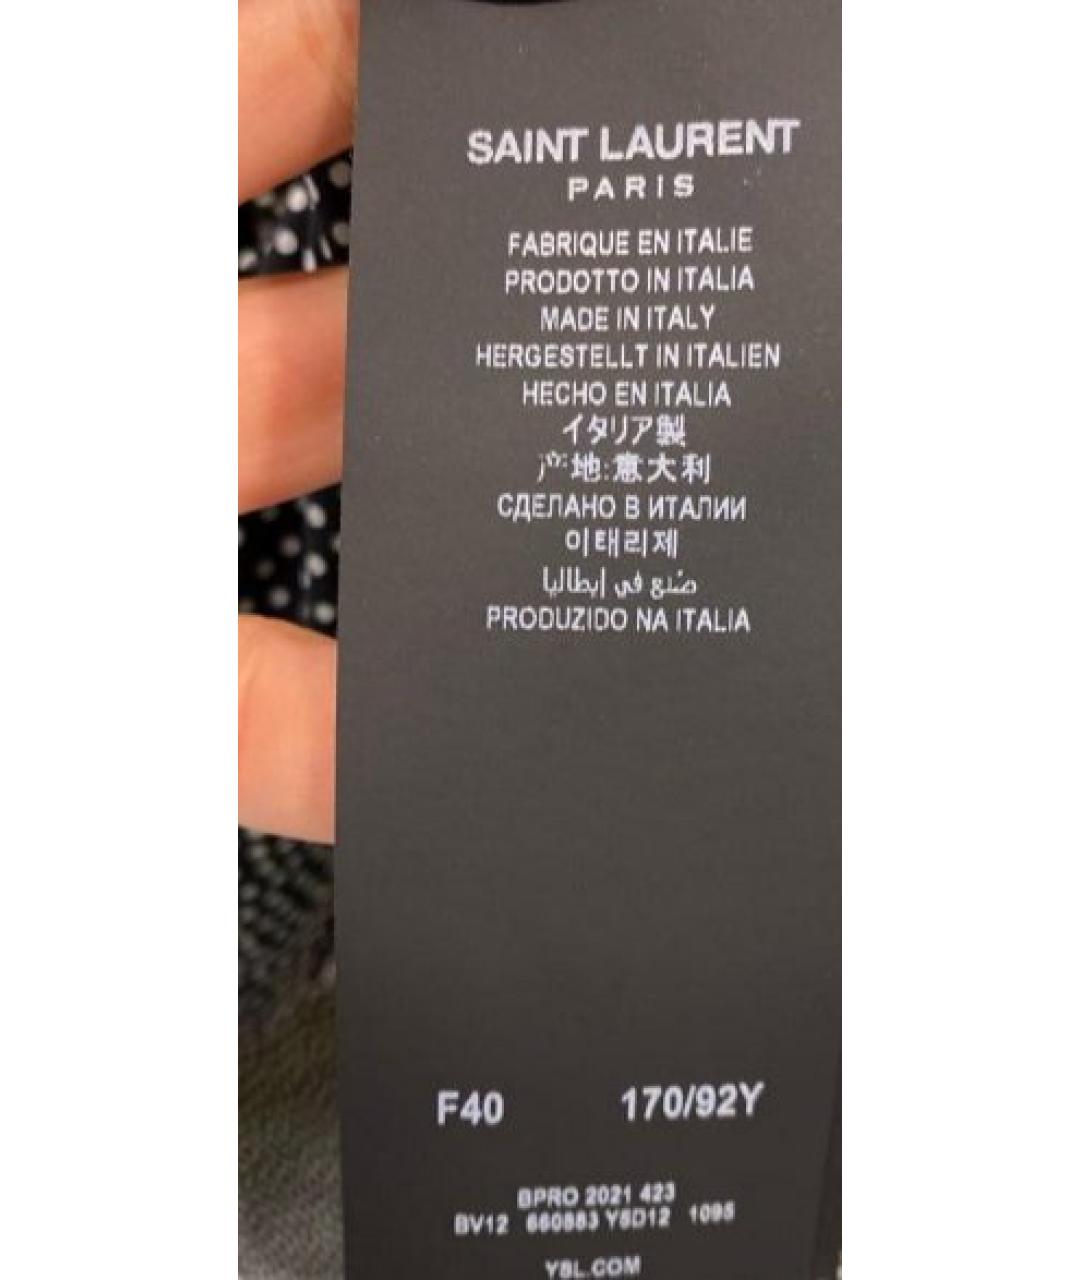 SAINT LAURENT
PARIS
FABRIQUE EN ITALIE
PRODOTTO IN ITALIA
MADE IN ITALY
HERGESTELLT IN ITALIEN
HECHO EN ITALIA
イタリア製
产地:意大利
СДЕЛАНО В ИТАЛИИ
이태리제
صُنع في إيطاليا
PRODUZIDO NA ITALIA
F40 170/92Y
BPRO 2021 423
BV12 1095
YSL.COM